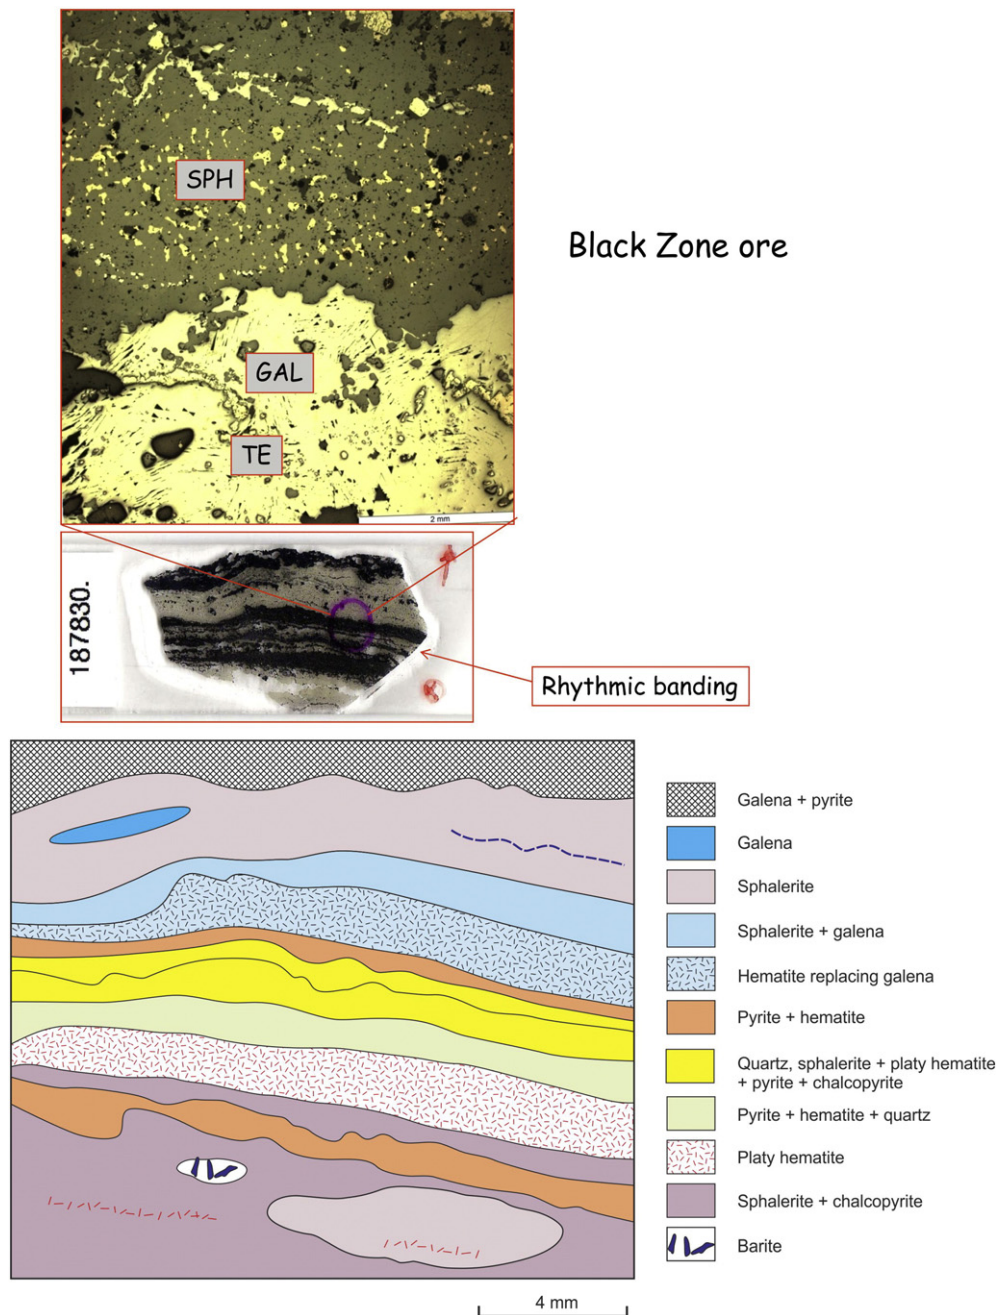 SPH
Black Zone ore
GAL
TE
2 mm
187830.
Rhythmic banding
Galena + pyrite
Galena
Sphalerite
Sphalerite + galena
Hematite replacing galena
Pyrite + hematite
Quartz, sphalerite + platy hematite
+ pyrite + chalcopyrite
Pyrite + hematite + quartz
Platy hematite
Sphalerite + chalcopyrite
Barite
4 mm